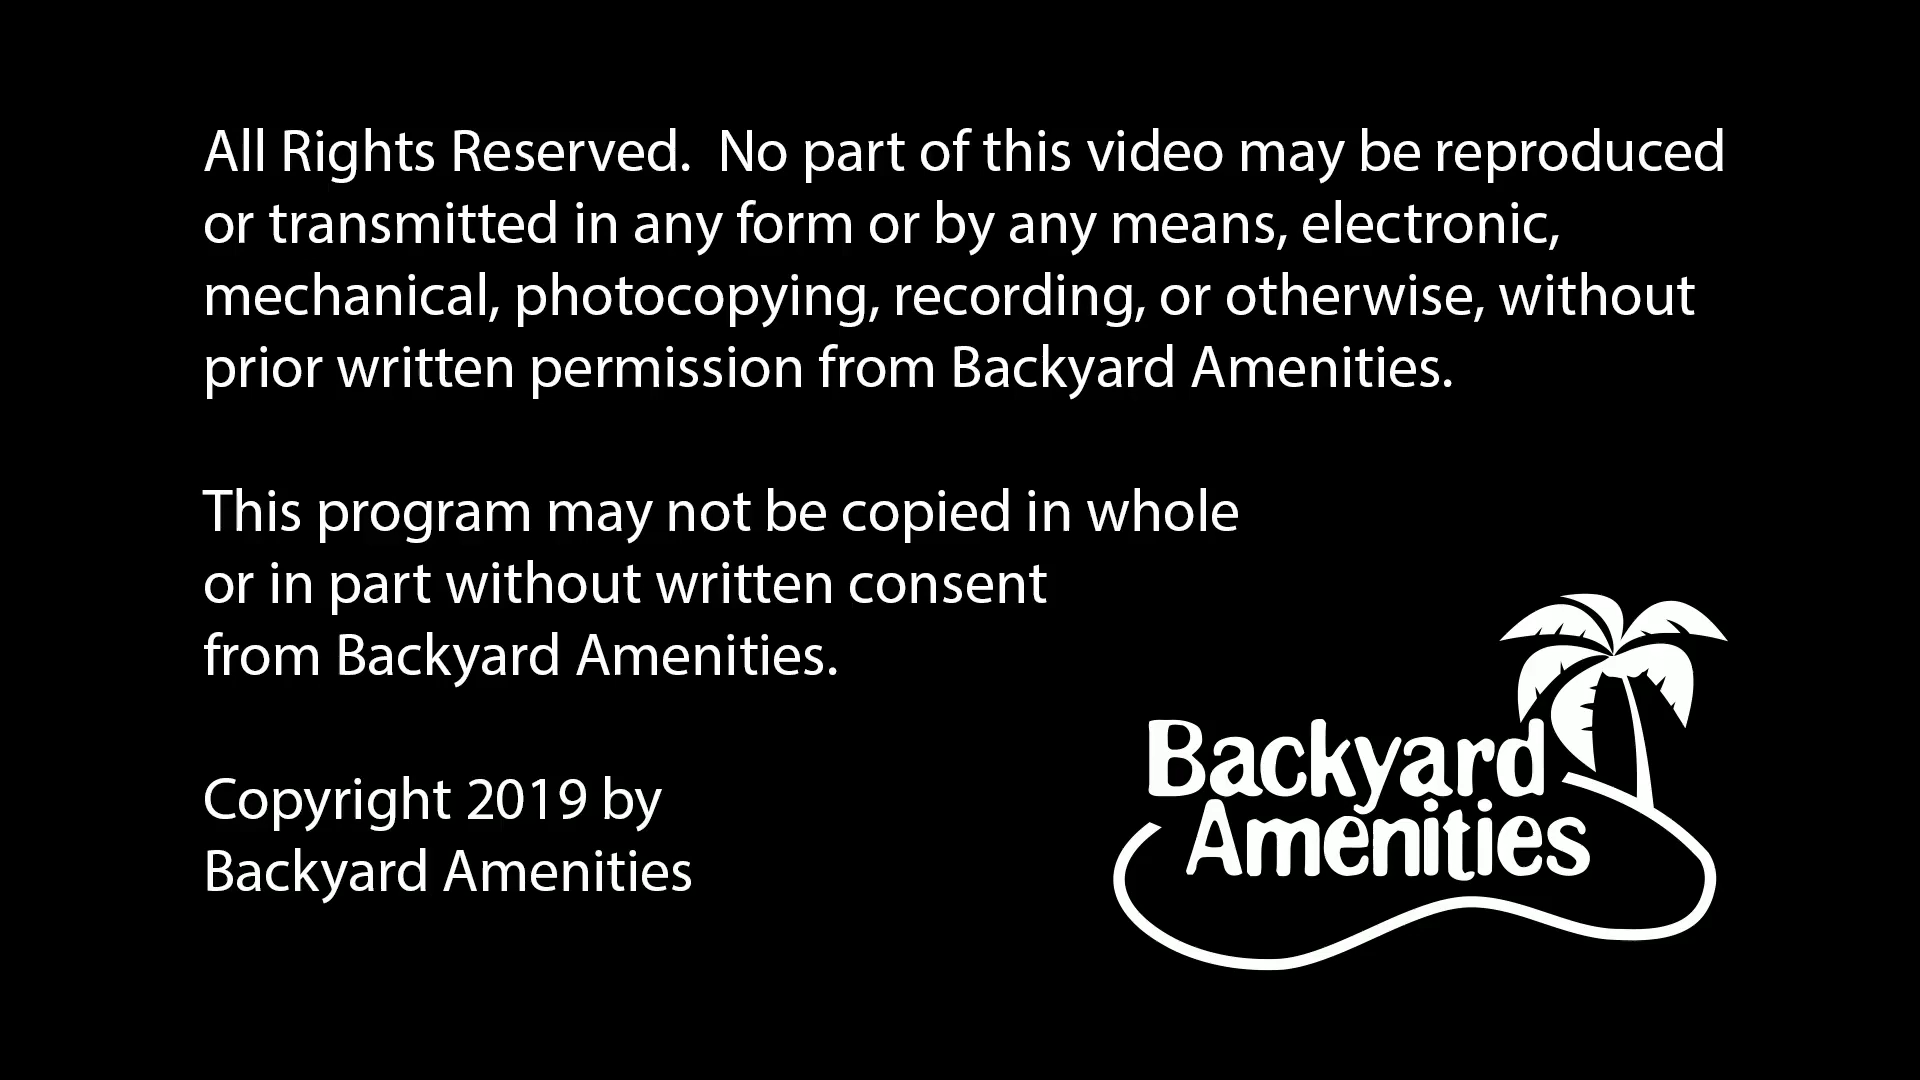 All Rights Reserved.  No part of this video may be reproduced
or transmitted in any form or by any means, electronic,
mechanical, photocopying, recording, or otherwise, without
prior written permission from Backyard Amenities.
This program may not be copied in whole
or in part without written consent
from Backyard Amenities.
Copyright 2019 by
Backyard Amenities
Backyard
Amenities